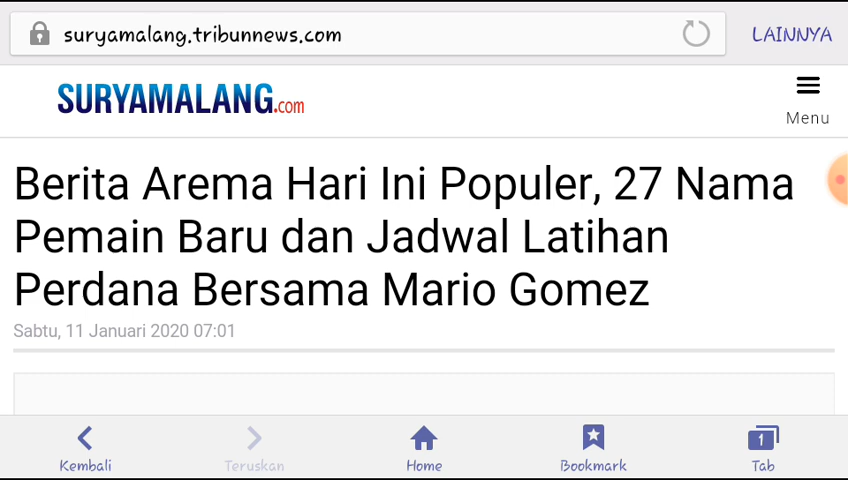 suryamalang.tribunnews.com
LAINNYA
SURYAMALANG.com
Menu
Berita Arema Hari Ini Populer, 27 Nama
Pemain Baru dan Jadwal Latihan
Perdana Bersama Mario Gomez
Sabtu, 11 Januari 2020 07:01
1
Kembali
Teruskan
Home
Bookmark
Tab